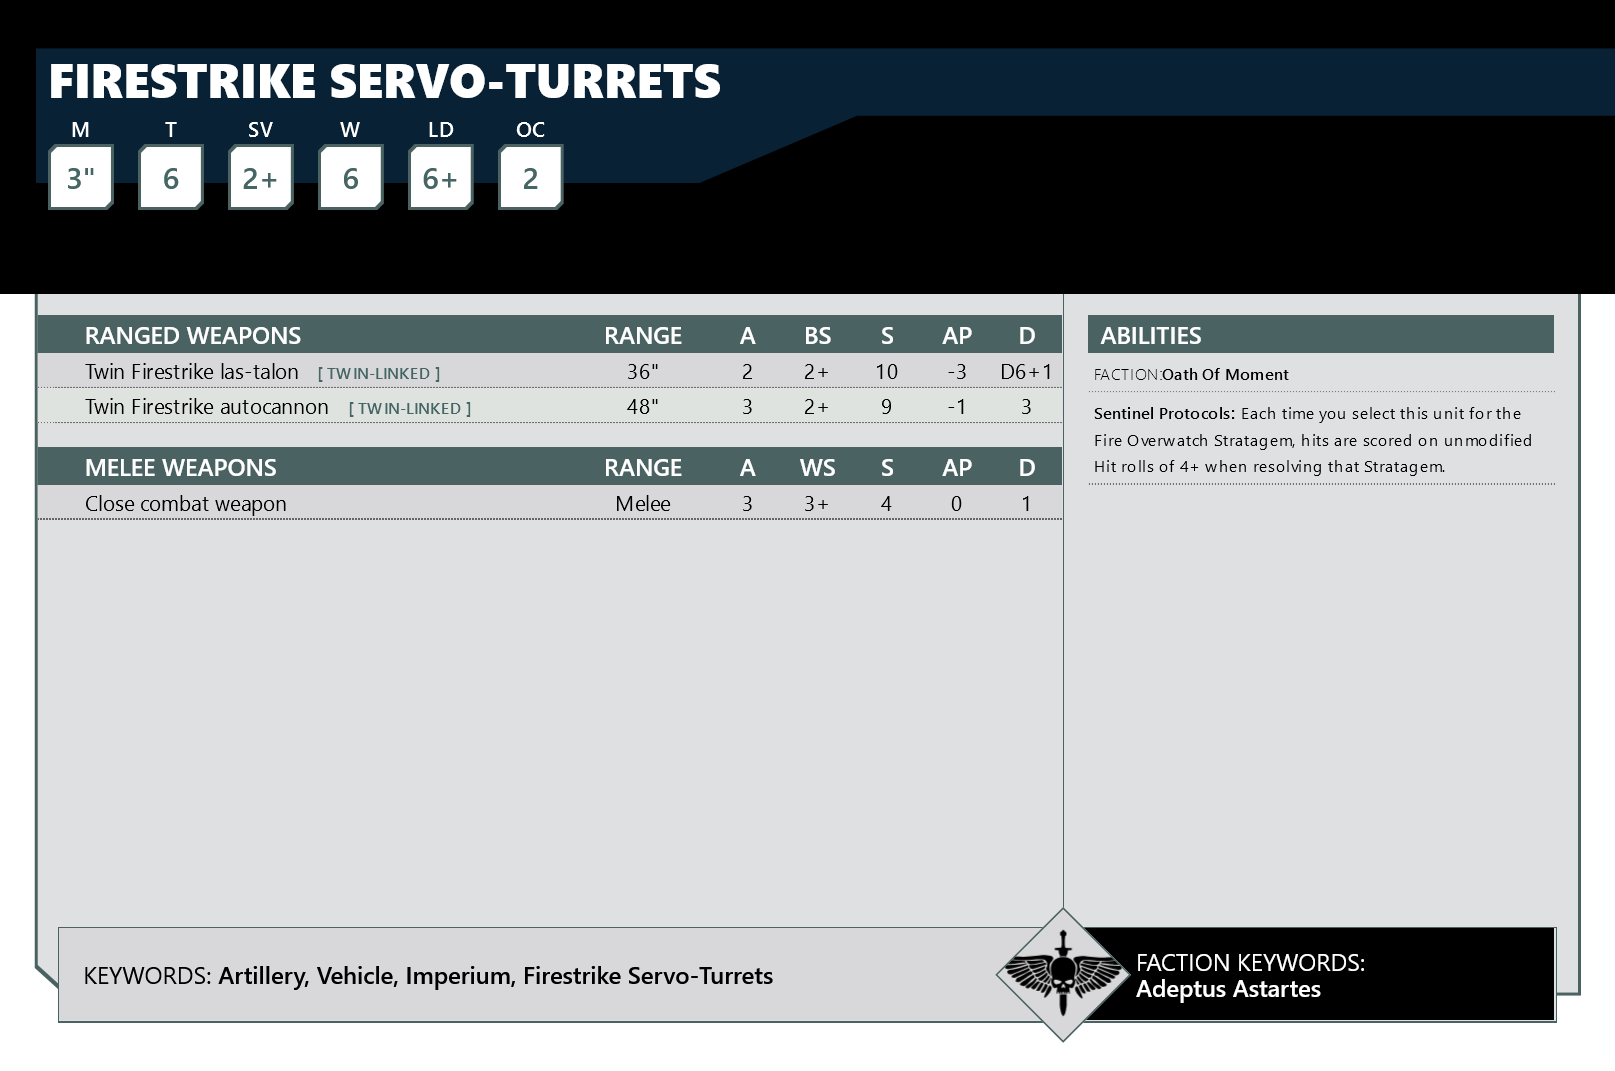 FIRESTRIKE SERVO-TURRETS
M T SV W LD OC
3" 6 2+ 6 6+ 2
RANGED WEAPONS RANGE A BS S AP D
Twin Firestrike las-talon [ TWIN-LINKED ] 36" 2 2+ 10 -3 D6+1
Twin Firestrike autocannon [ TWIN-LINKED ] 48" 3 2+ 9 -1 3
MELEE WEAPONS RANGE A WS S AP D
Close combat weapon Melee 3 3+ 4 0 1
ABILITIES
FACTION:Oath Of Moment
Sentinel Protocols: Each time you select this unit for the
Fire Overwatch Stratagem, hits are scored on unmodified
Hit rolls of 4+ when resolving that Stratagem.
KEYWORDS: Artillery, Vehicle, Imperium, Firestrike Servo-Turrets
FACTION KEYWORDS:
Adeptus Astartes